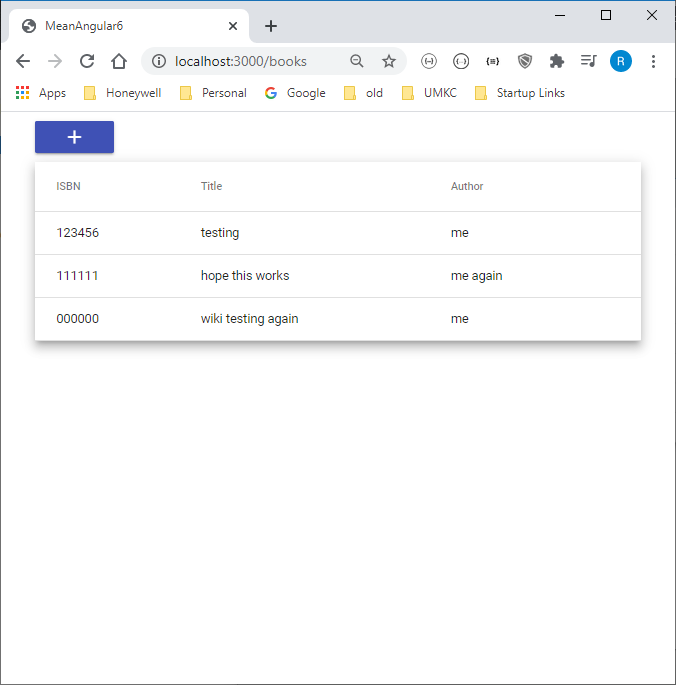 MeanAngular6
localhost:3000/books
R
Apps Honeywell Personal Google old UMKC Startup Links
+
ISBN Title Author
123456 testing me
111111 hope this works me again
000000 wiki testing again me